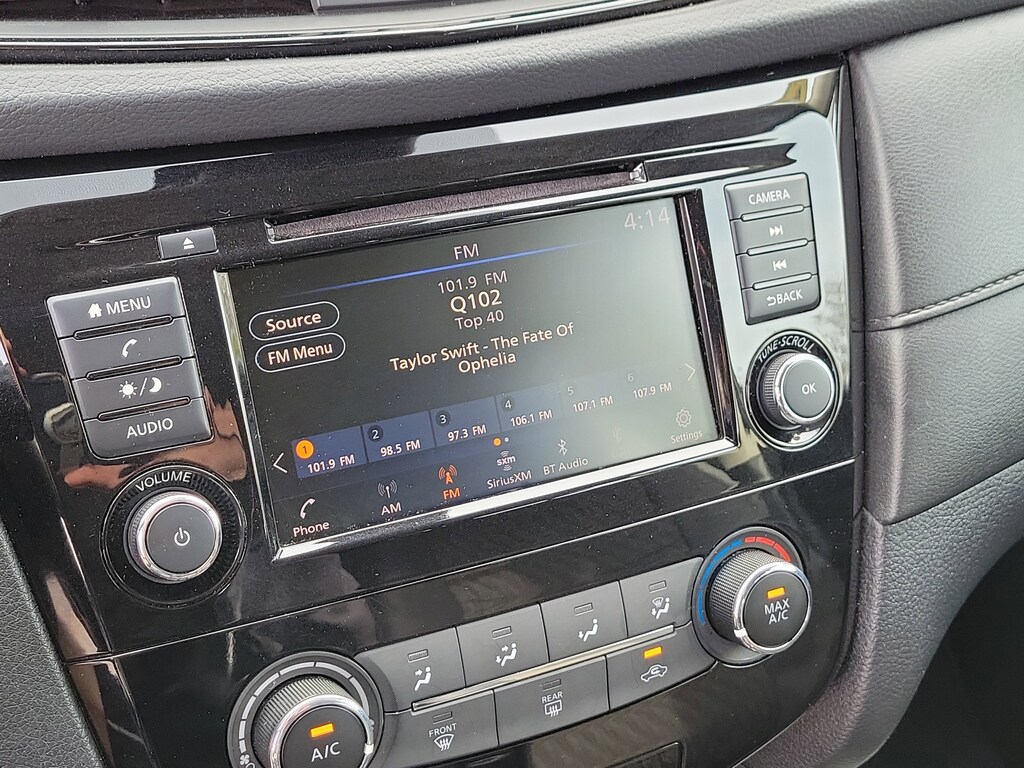 4:14
FM
101.9 FM
Q102
Top 40
Taylor Swift - The Fate Of
Ophelia
Source
FM Menu
1
101.9 FM
2
98.5 FM
3
97.3 FM
4
106.1 FM
5
107.1 FM
6
107.9 FM
Phone
AM
FM
sxm
SiriusXM
BT Audio
Settings
MENU
AUDIO
VOLUME
CAMERA
BACK
TUNE·SCROLL
OK
A/C
FRONT
REAR
MAX
A/C